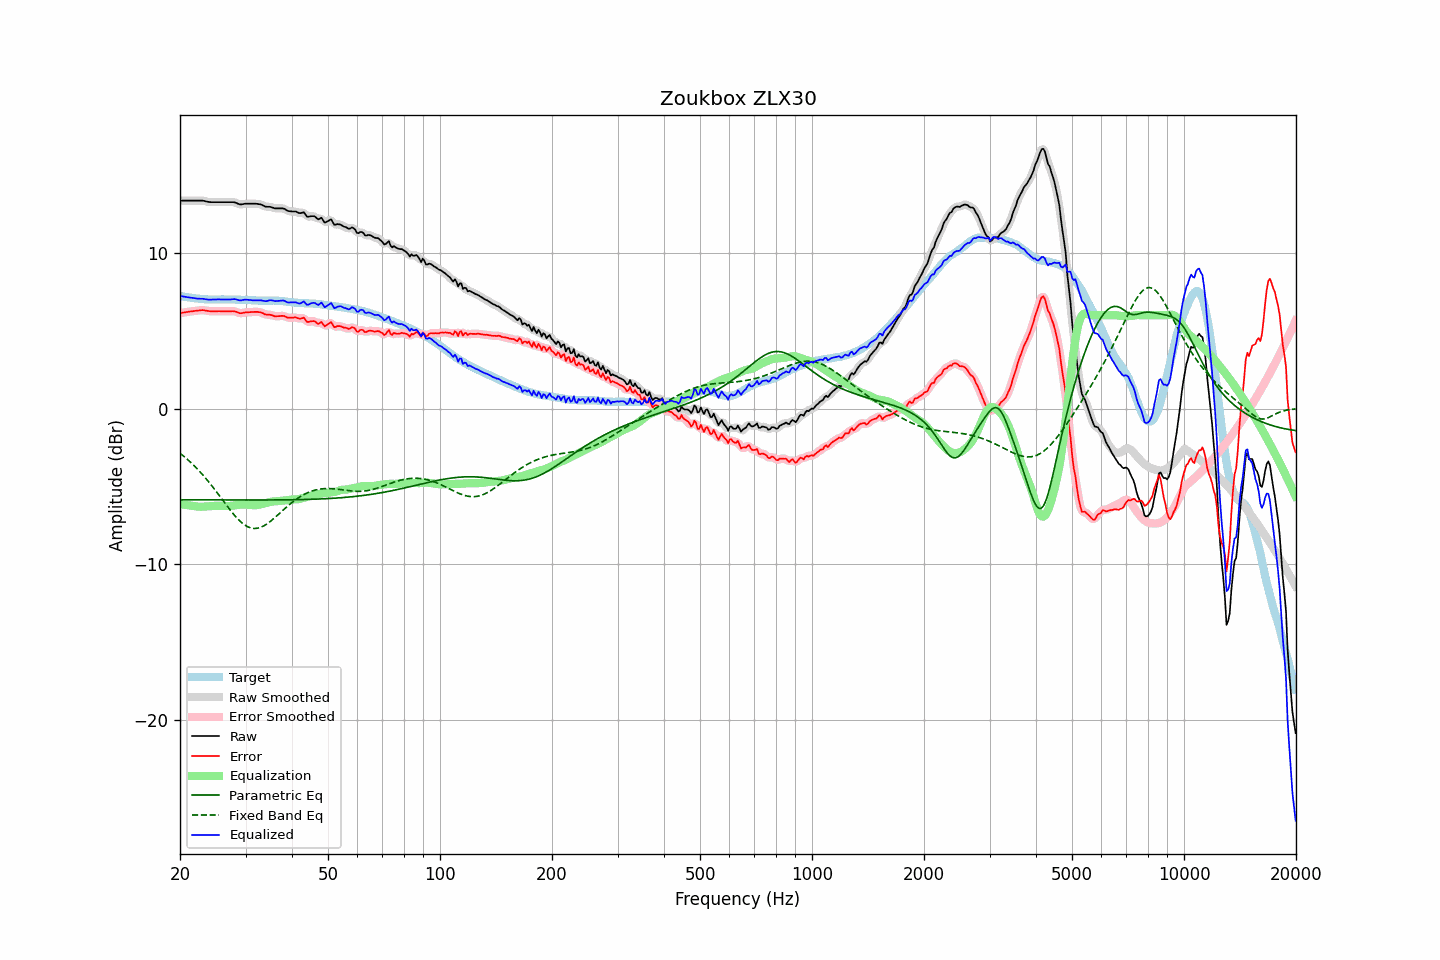 Zoukbox ZLX30
Amplitude (dBr)
10
0
−10
−20
Target
Raw Smoothed
Error Smoothed
Raw
Error
Equalization
Parametric Eq
Fixed Band Eq
Equalized
20 50 100 200 500 1000 2000 5000 10000 20000
Frequency (Hz)